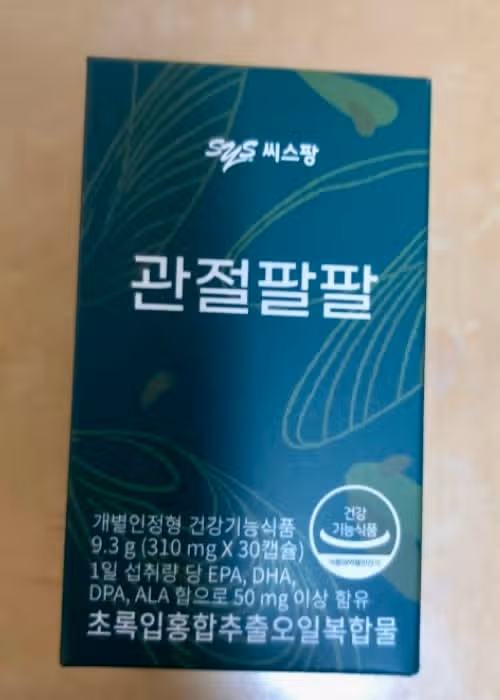 SYS 씨스팡
관절팔팔
개별인정형 건강기능식품
9.3 g (310 mg X 30캡슐)
1일 섭취량 당 EPA, DHA,
DPA, ALA 합으로 50 mg 이상 함유
초록입홍합추출오일복합물
건강
기능식품